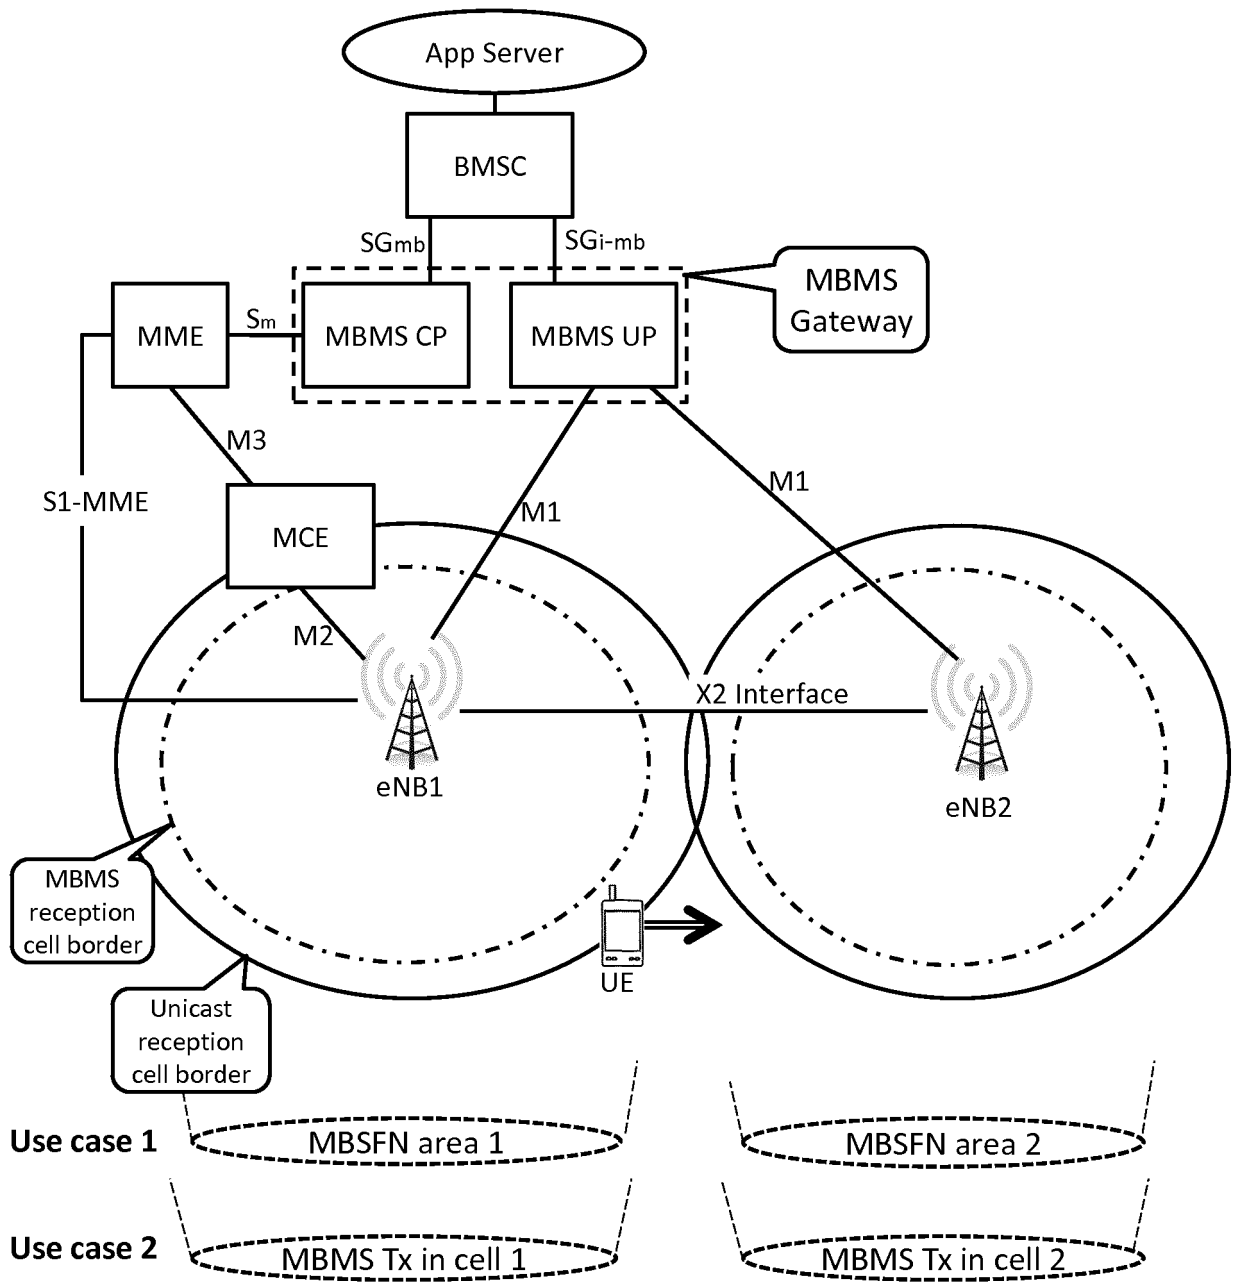 App Server
BMSC
SGmb
SGi-mb
MBMS
Gateway
MME
Sm
MBMS CP
MBMS UP
M3
S1-MME
M1
M1
MCE
M2
X2 Interface
eNB1
eNB2
MBMS
reception
cell border
UE
Unicast
reception
cell border
Use case 1
MBSFN area 1
MBSFN area 2
Use case 2
MBMS Tx in cell 1
MBMS Tx in cell 2